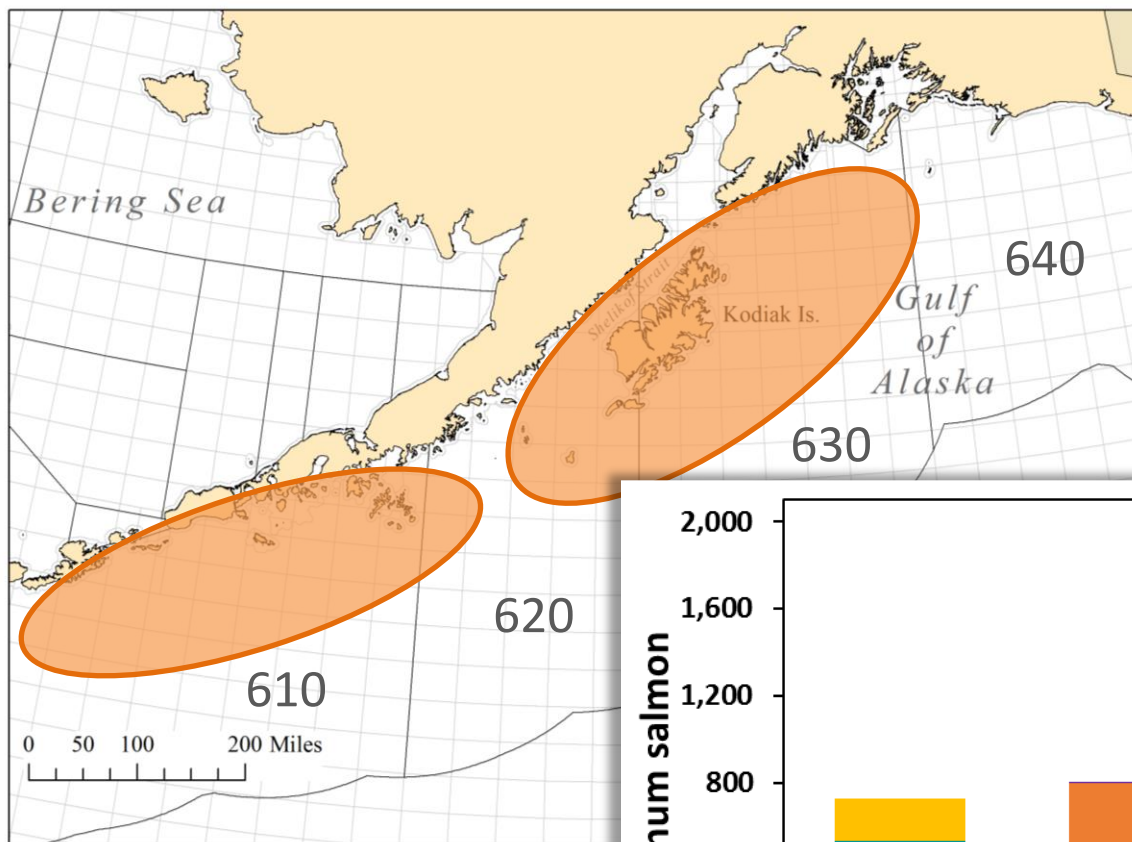 Bering Sea
640
Shelikof Strait
Kodiak Is.
Gulf
of
Alaska
630
620
610
0 50 100 200 Miles
2,000
1,600
1,200
800
salmon